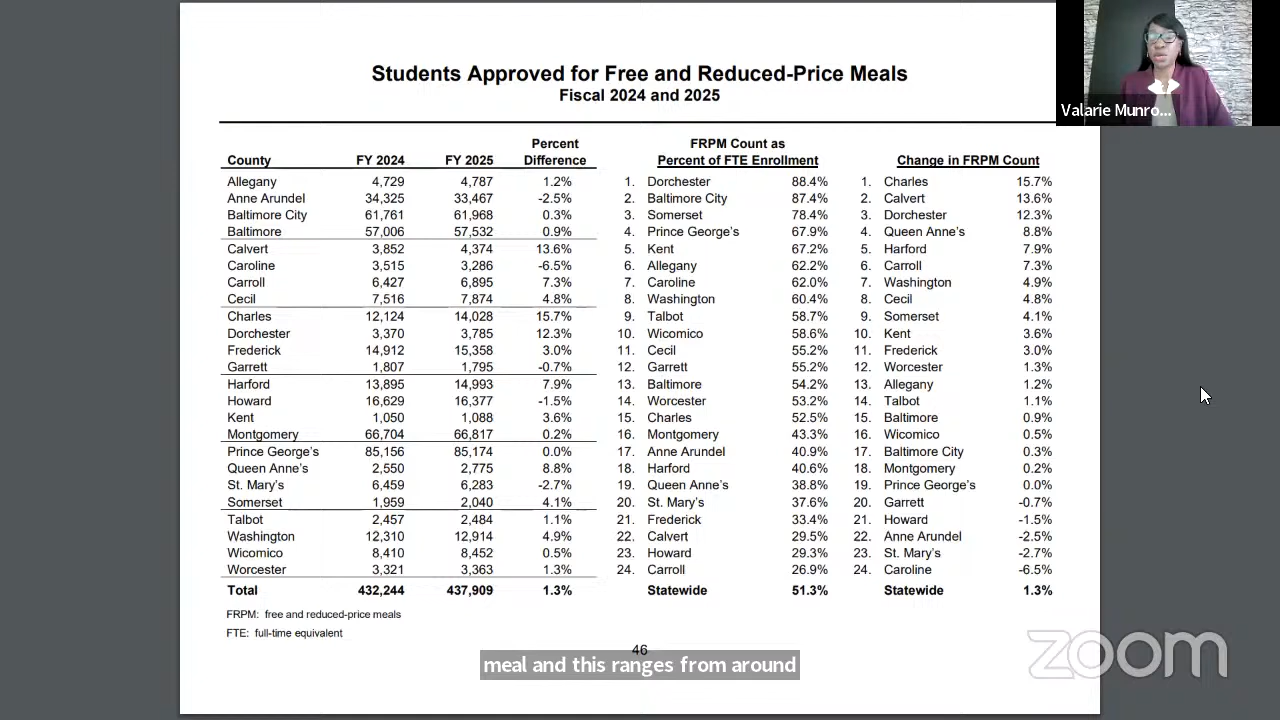 Students Approved for Free and Reduced-Price Meals
Fiscal 2024 and 2025
Valarie Munro...
County FY 2024 FY 2025 Percent Difference
Allegany 4,729 4,787 1.2%
Anne Arundel 34,325 33,467 -2.5%
Baltimore City 61,761 61,968 0.3%
Baltimore 57,006 57,532 0.9%
Calvert 3,852 4,374 13.6%
Caroline 3,515 3,286 -6.5%
Carroll 6,427 6,895 7.3%
Cecil 7,516 7,874 4.8%
Charles 12,124 14,028 15.7%
Dorchester 3,370 3,785 12.3%
Frederick 14,912 15,358 3.0%
Garrett 1,807 1,795 -0.7%
Harford 13,895 14,993 7.9%
Howard 16,629 16,377 -1.5%
Kent 1,050 1,088 3.6%
Montgomery 66,704 66,817 0.2%
Prince George's 85,156 85,174 0.0%
Queen Anne's 2,550 2,775 8.8%
St. Mary's 6,459 6,283 -2.7%
Somerset 1,959 2,040 4.1%
Talbot 2,457 2,484 1.1%
Washington 12,310 12,914 4.9%
Wicomico 8,410 8,452 0.5%
Worcester 3,321 3,363 1.3%
Total 432,244 437,909 1.3%
FRPM Count as
Percent of FTE Enrollment
1. Dorchester 88.4%
2. Baltimore City 87.4%
3. Somerset 78.4%
4. Prince George's 67.9%
5. Kent 67.2%
6. Allegany 62.2%
7. Caroline 62.0%
8. Washington 60.4%
9. Talbot 58.7%
10. Wicomico 58.6%
11. Cecil 55.2%
12. Garrett 55.2%
13. Baltimore 54.2%
14. Worcester 53.2%
15. Charles 52.5%
16. Montgomery 43.3%
17. Anne Arundel 40.9%
18. Harford 40.6%
19. Queen Anne's 38.8%
20. St. Mary's 37.6%
21. Frederick 33.4%
22. Calvert 29.5%
23. Howard 29.3%
24. Carroll 26.9%
Statewide 51.3%
Change in FRPM Count
1. Charles 15.7%
2. Calvert 13.6%
3. Dorchester 12.3%
4. Queen Anne's 8.8%
5. Harford 7.9%
6. Carroll 7.3%
7. Washington 4.9%
8. Cecil 4.8%
9. Somerset 4.1%
10. Kent 3.6%
11. Frederick 3.0%
12. Worcester 1.3%
13. Allegany 1.2%
14. Talbot 1.1%
15. Baltimore 0.9%
16. Wicomico 0.5%
17. Baltimore City 0.3%
18. Montgomery 0.2%
19. Prince George's 0.0%
20. Garrett -0.7%
21. Howard -1.5%
22. Anne Arundel -2.5%
23. St. Mary's -2.7%
24. Caroline -6.5%
Statewide 1.3%
FRPM: free and reduced-price meals
FTE: full-time equivalent
46
meal and this ranges from around
zoom